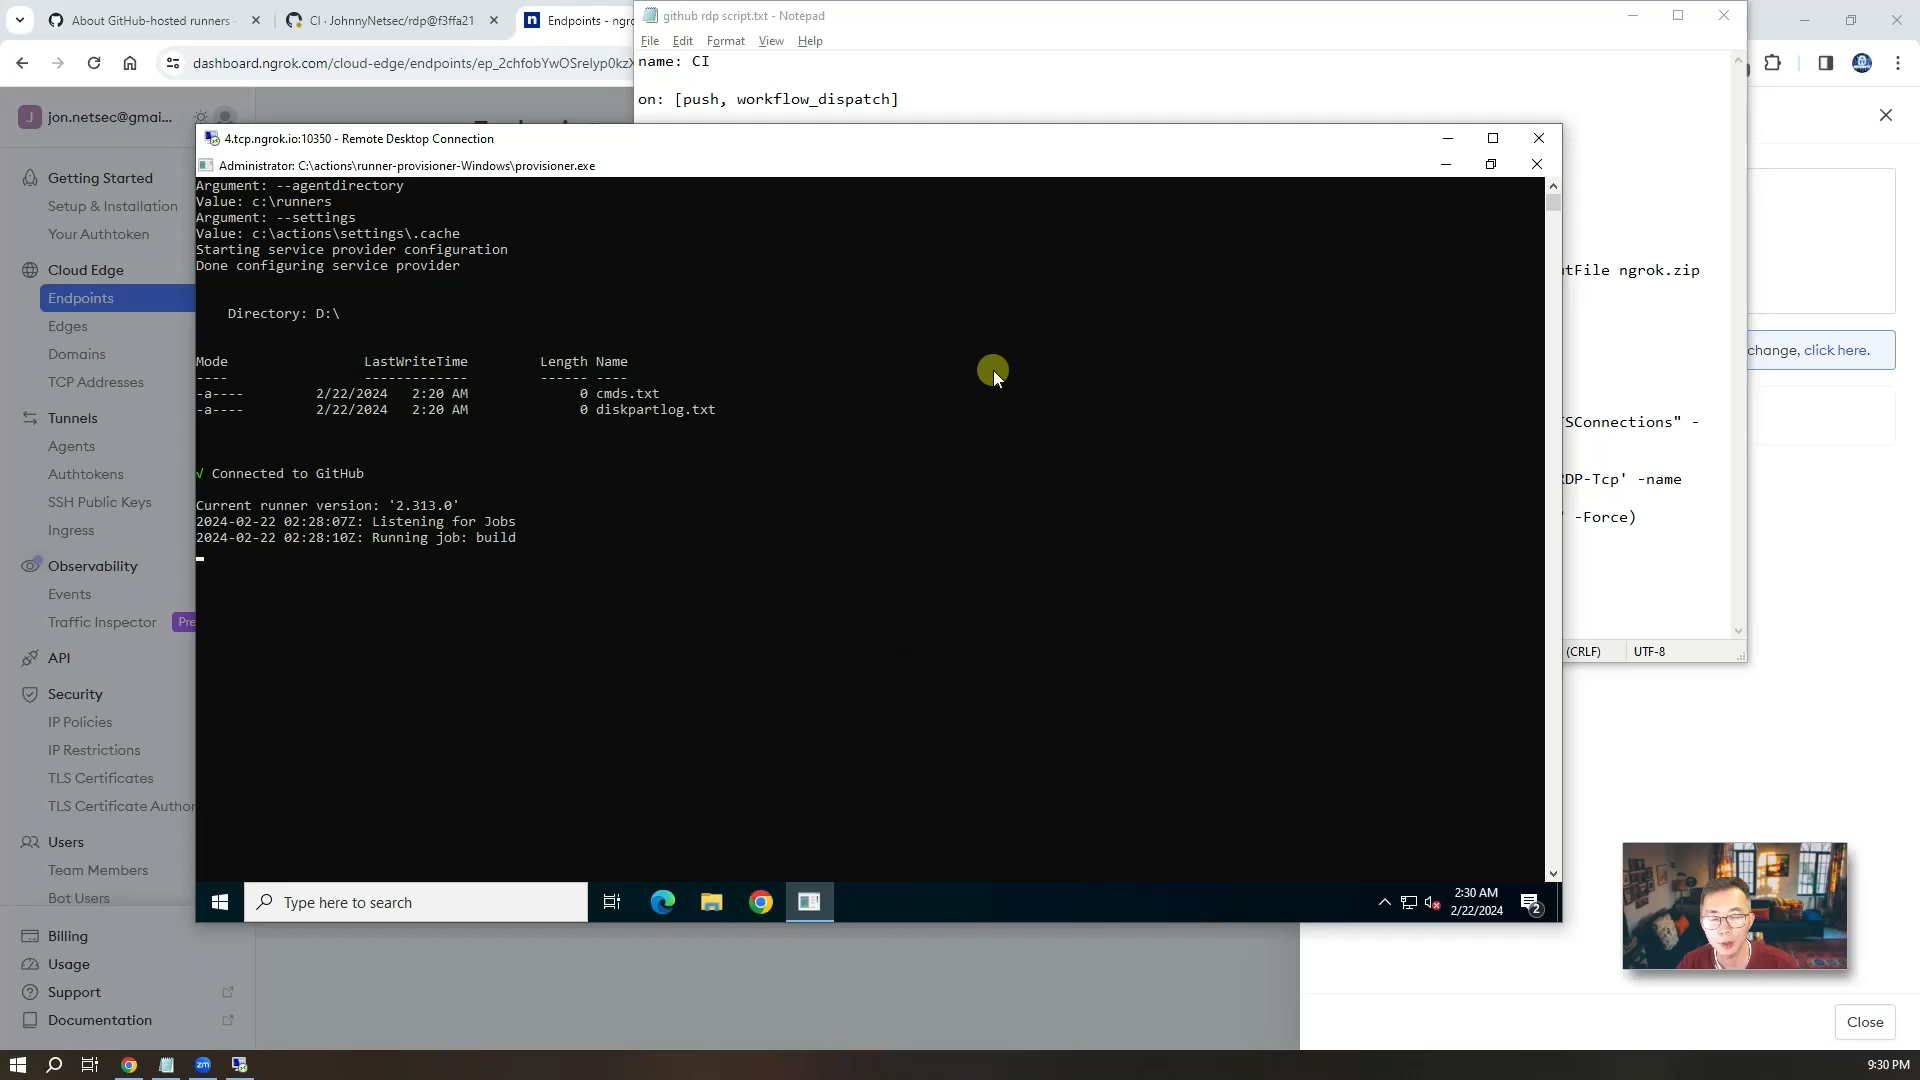 About GitHub-hosted runners
CI · JohnnyNetsec/rdp@f3ffa21
Endpoints - ngro
dashboard.ngrok.com/cloud-edge/endpoints/ep_2chfobYwOSrelyp0kzX
github rdp script.txt - Notepad
File Edit Format View Help
name: CI
on: [push, workflow_dispatch]
tFile ngrok.zip
change, click here.
TSConnections" -
RDP-Tcp' -name
' -Force)
(CRLF) UTF-8
J jon.netsec@gmai...
Getting Started
Setup & Installation
Your Authtoken
Cloud Edge
Endpoints
Edges
Domains
TCP Addresses
Tunnels
Agents
Authtokens
SSH Public Keys
Ingress
Observability
Events
Traffic Inspector Pre
API
Security
IP Policies
IP Restrictions
TLS Certificates
TLS Certificate Author
Users
Team Members
Bot Users
Billing
Usage
Support
Documentation
4.tcp.ngrok.io:10350 - Remote Desktop Connection
Administrator: C:\actions\runner-provisioner-Windows\provisioner.exe
Argument: --agentdirectory
Value: c:\runners
Argument: --settings
Value: c:\actions\settings\.cache
Starting service provider configuration
Done configuring service provider
Directory: D:\
Mode LastWriteTime Length Name
---- ------------- ------ ----
-a---- 2/22/2024 2:20 AM 0 cmds.txt
-a---- 2/22/2024 2:20 AM 0 diskpartlog.txt
√ Connected to GitHub
Current runner version: '2.313.0'
2024-02-22 02:28:07Z: Listening for Jobs
2024-02-22 02:28:10Z: Running job: build
Type here to search
2:30 AM
2/22/2024
2
Close
zm
9:30 PM